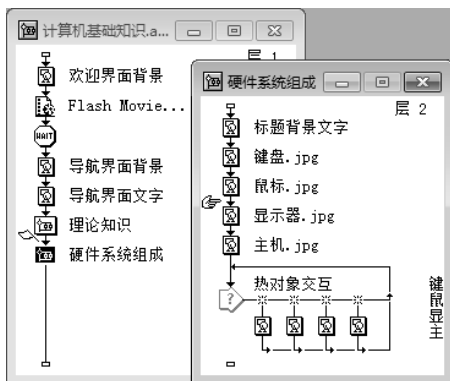 计算机基础知识.a...
层 1
欢迎界面背景
Flash Movie...
WAIT
导航界面背景
导航界面文字
理论知识
硬件系统组成
硬件系统组成
层 2
标题背景文字
键盘.jpg
鼠标.jpg
显示器.jpg
主机.jpg
热对象交互
?
键
鼠
显
主